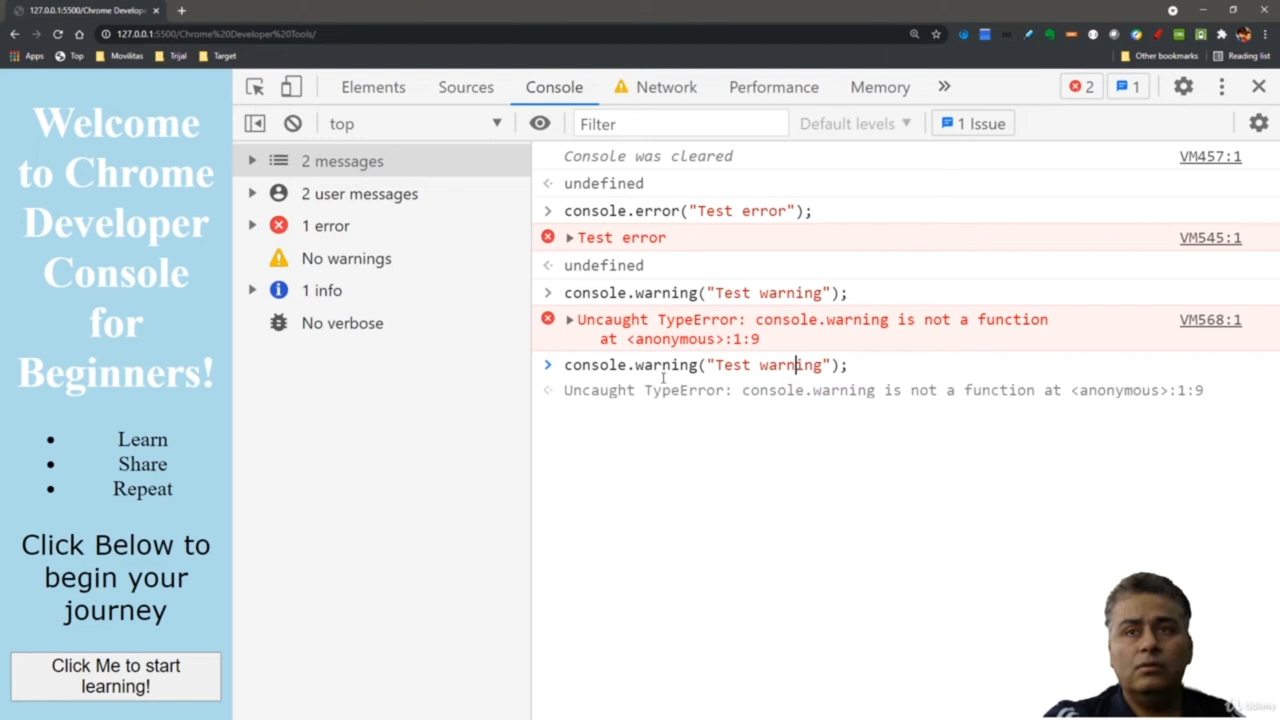 127.0.0.1:5500/Chrome Develop
127.0.0.1:5500/Chrome%20Developer%20Tools/
Apps Top Movilitas Trijal Target Other bookmarks Reading list
Welcome
to Chrome
Developer
Console
for
Beginners!
Learn
Share
Repeat
Click Below to
begin your
journey
Click Me to start
learning!
Elements Sources Console Network Performance Memory 2 1
top Filter Default levels 1 Issue
2 messages
2 user messages
1 error
No warnings
1 info
No verbose
Console was cleared VM457:1
undefined
console.error("Test error");
Test error VM545:1
undefined
console.warning("Test warning");
Uncaught TypeError: console.warning is not a function VM568:1
at <anonymous>:1:9
console.warning("Test warning");
Uncaught TypeError: console.warning is not a function at <anonymous>:1:9
Udemy